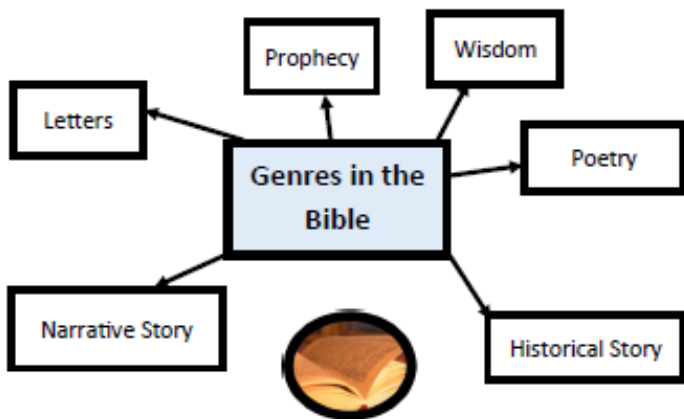 Prophecy
Wisdom
Letters
Genres in the
Bible
Poetry
Narrative Story
Historical Story